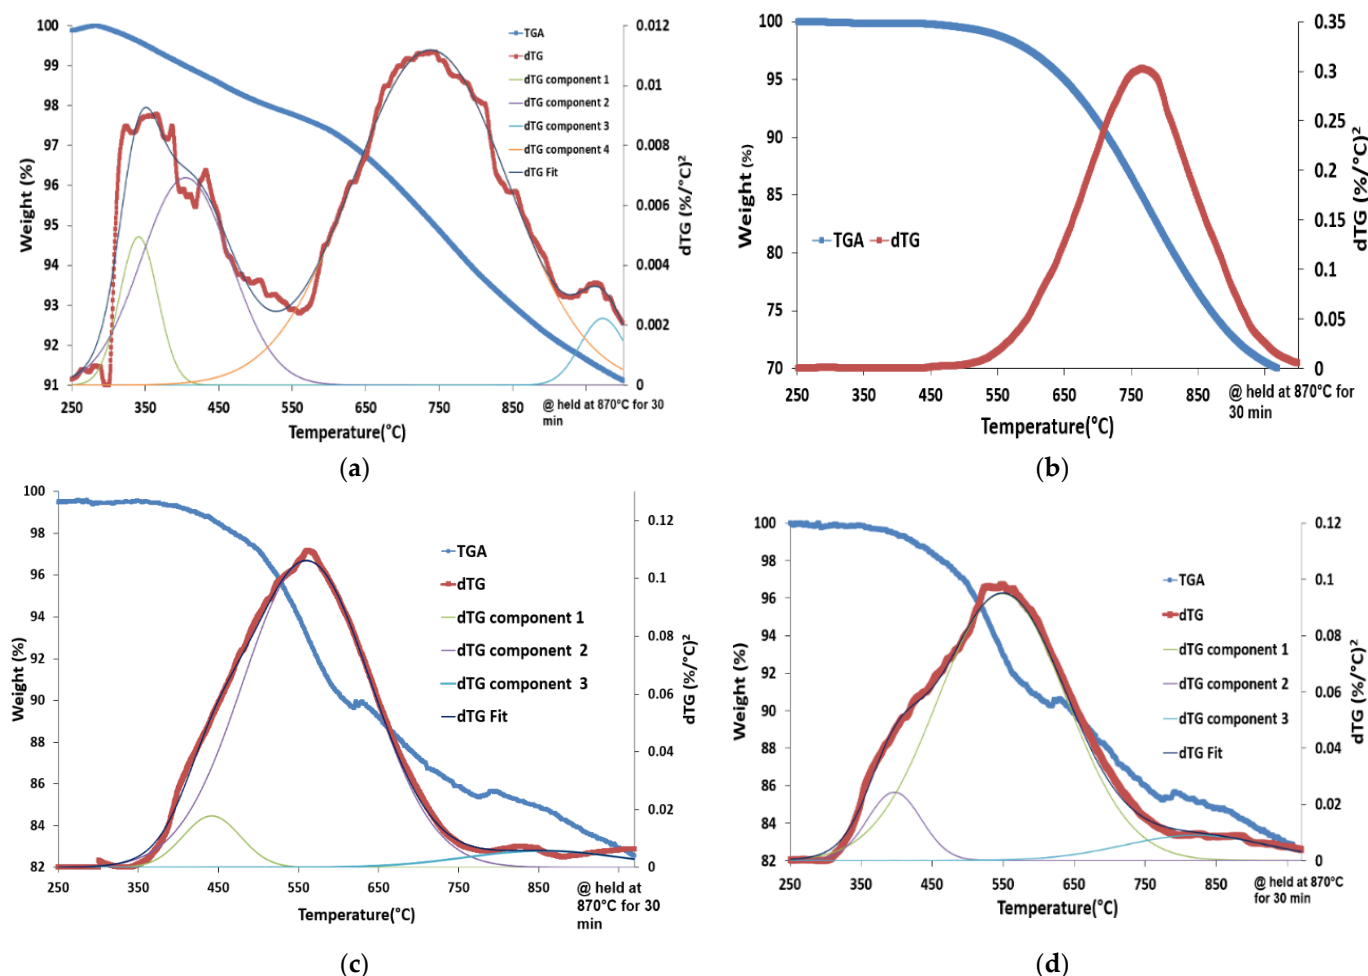 100
99
98
97
96
95
94
93
92
91
Weight (%)
0.012
0.01
0.008
0.006
0.004
0.002
0
dTG (%/°C)²
TGA
dTG
dTG component 1
dTG component 2
dTG component 3
dTG component 4
dTG Fit
250 350 450 550 650 750 850
@ held at 870°C for 30
min
Temperature(°C)
(a)
100
95
90
85
80
75
70
Weight (%)
0.35
0.3
0.25
0.2
0.15
0.1
0.05
0
dTG (%/°C)²
TGA dTG
250 350 450 550 650 750 850
@ held at 870°C for
30 min
Temperature(°C)
(b)
100
98
96
94
92
90
88
86
84
82
Weight (%)
0.12
0.1
0.08
0.06
0.04
0.02
0
dTG (%/°C)²
TGA
dTG
dTG component 1
dTG component 2
dTG component 3
dTG Fit
250 350 450 550 650 750 850
@ held at
870°C for 30
min
Temperature(°C)
(c)
100
98
96
94
92
90
88
86
84
82
Weight (%)
0.12
0.1
0.08
0.06
0.04
0.02
0
dTG (%/°C)²
TGA
dTG
dTG component 1
dTG component 2
dTG component 3
dTG Fit
250 350 450 550 650 750 850
@ held at 870°C
for 30 min
Temperature(°C)
(d)